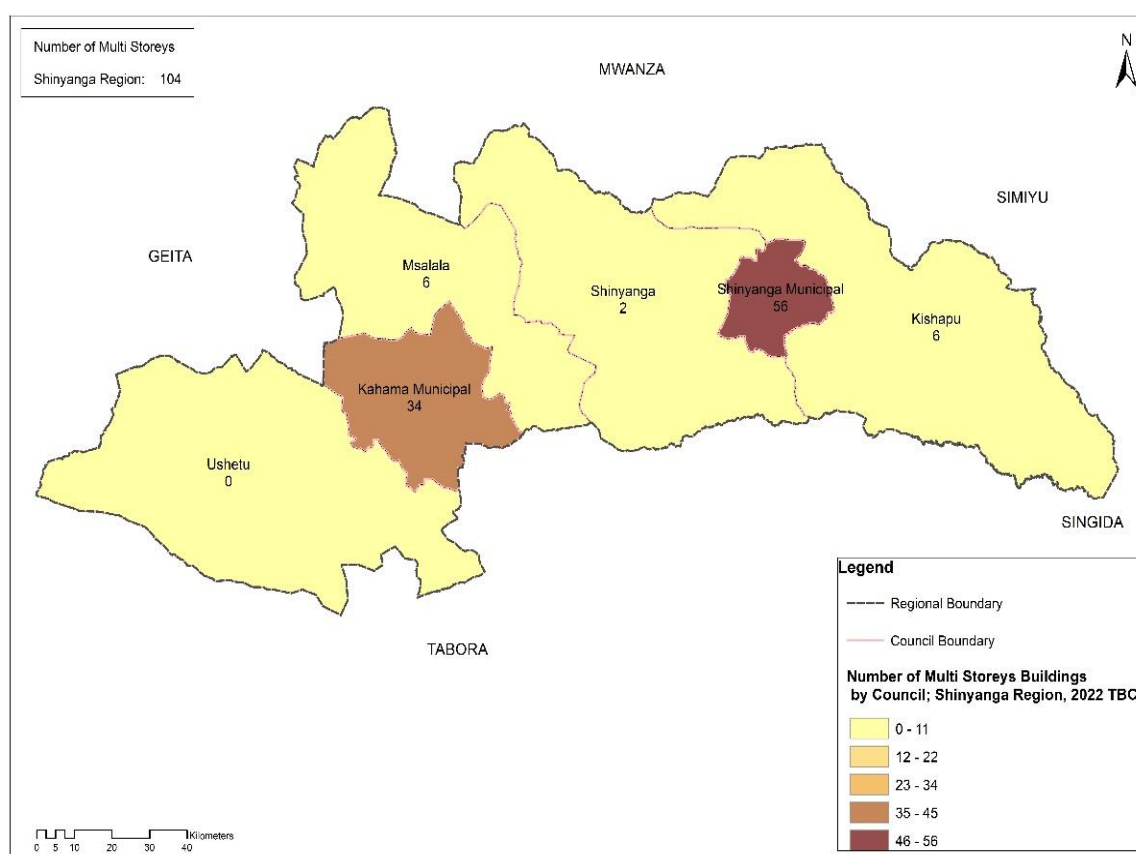 Number of Multi Storeys
Shinyanga Region: 104
MWANZA
N
SIMIYU
GEITA
Msalala
6
Shinyanga
2
Shinyanga Municipal
56
Kishapu
6
Kahama Municipal
34
Ushetu
0
SINGIDA
TABORA
Legend
Regional Boundary
Council Boundary
Number of Multi Storeys Buildings
by Council; Shinyanga Region, 2022 TBC
0 - 11
12 - 22
23 - 34
35 - 45
46 - 56
Kilometers
0 5 10 20 30 40